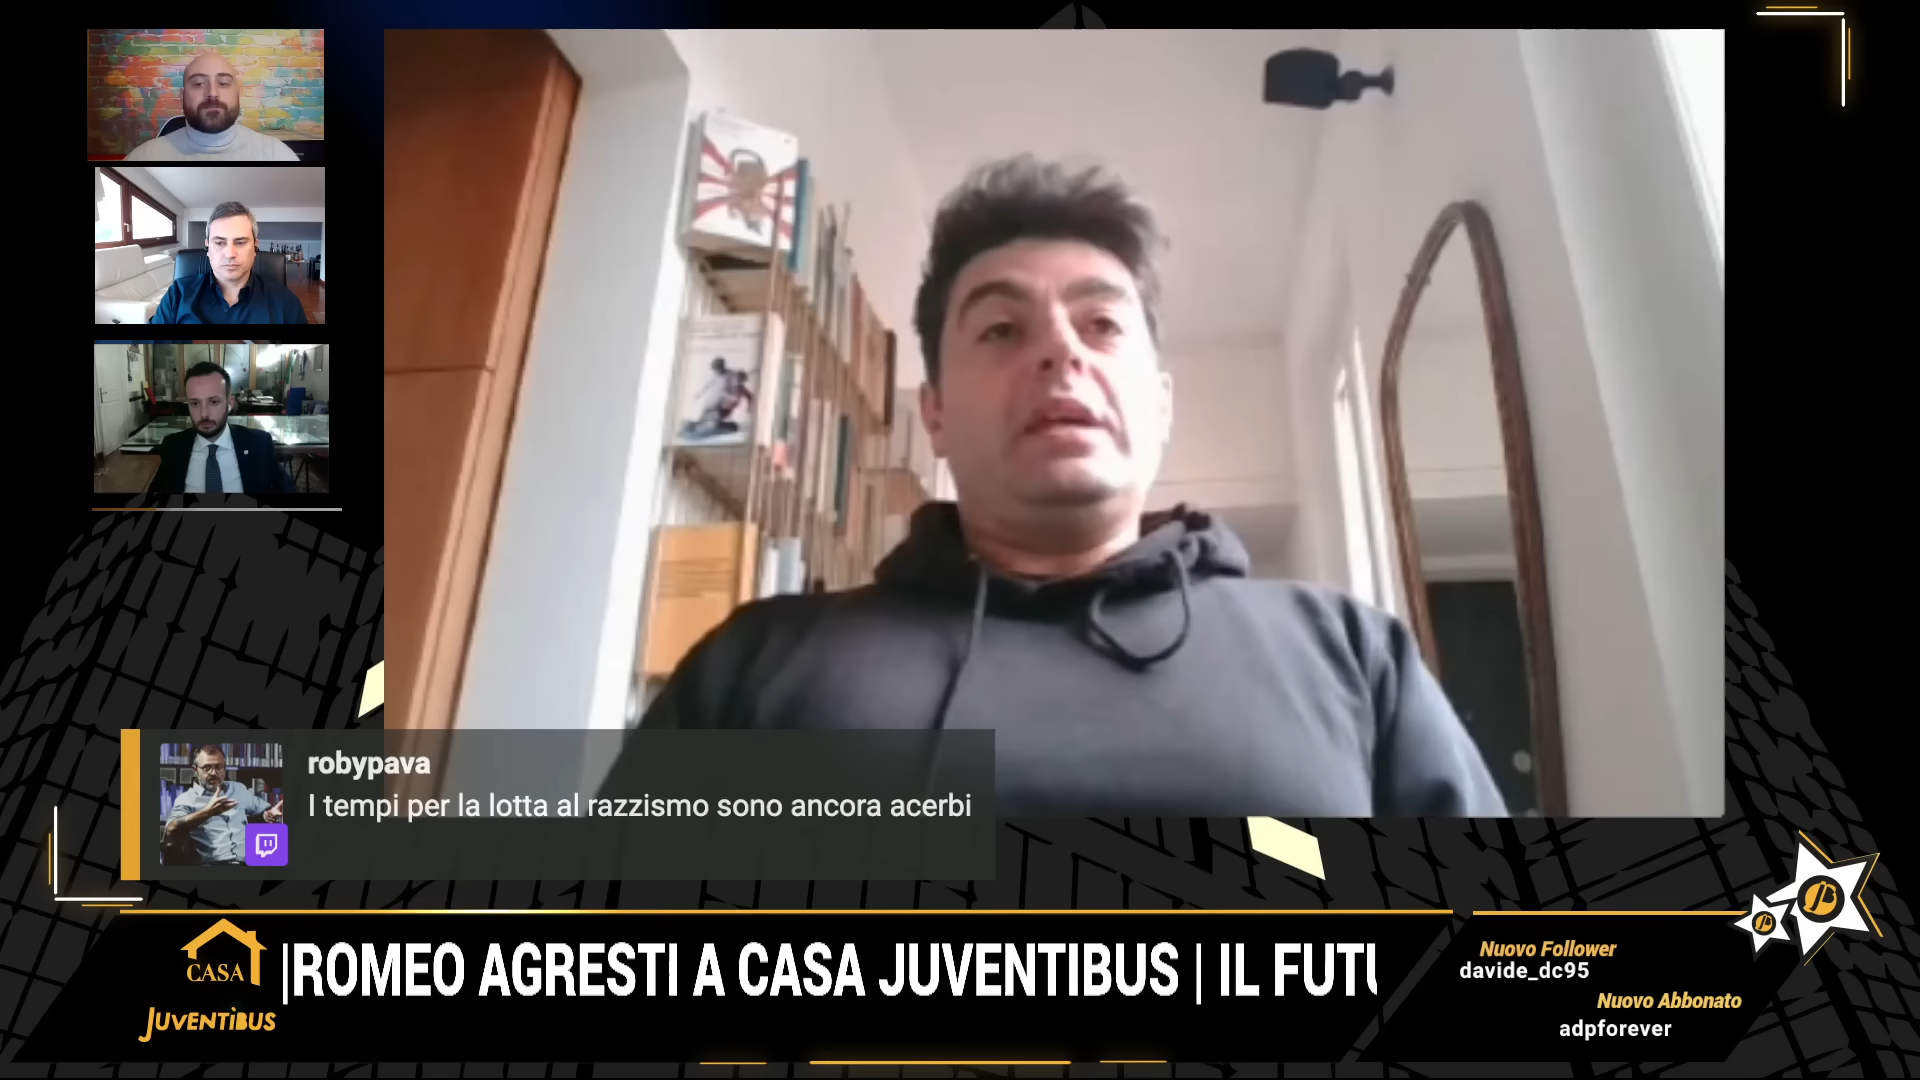 robypava
I tempi per la lotta al razzismo sono ancora acerbi
CASA
JUVENTIBUS
|ROMEO AGRESTI A CASA JUVENTIBUS | IL FUTU
Nuovo Follower
davide_dc95
Nuovo Abbonato
adpforever